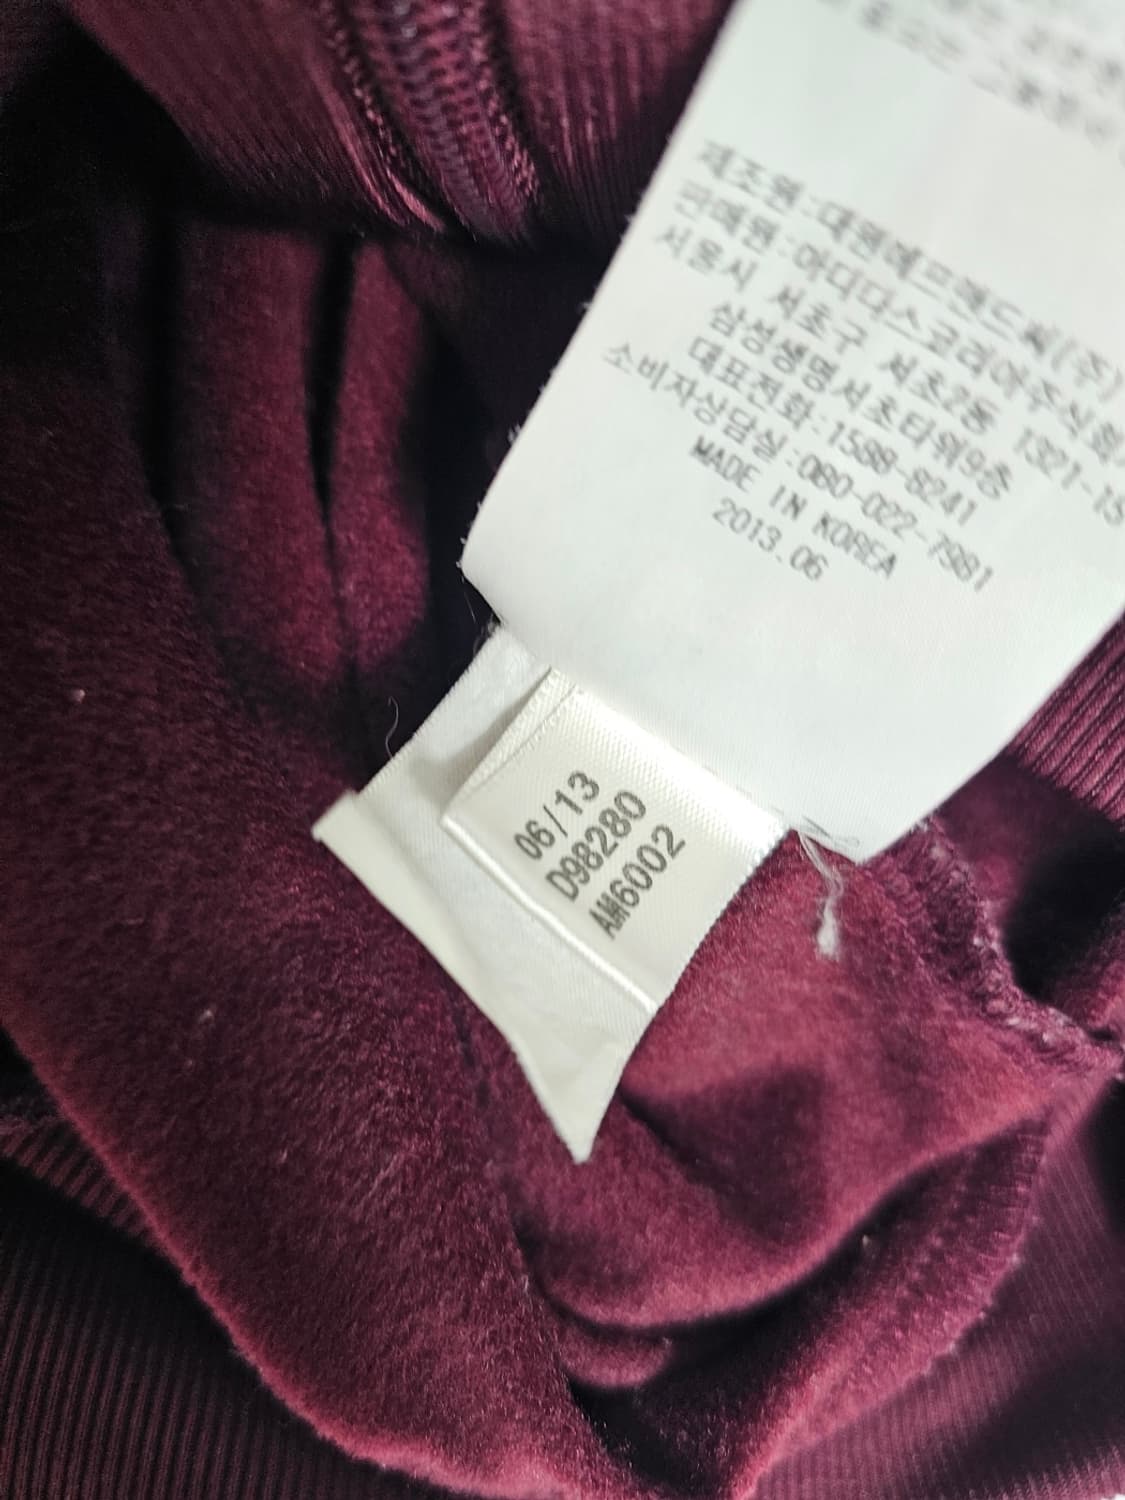 제조원:대원에프앤드씨(주)
판매원:아디다스코리아주식회사
서울시 서초구 서초2동 1321-15
삼성생명서초타워9층
대표전화:1588-8241
소비자상담실:080-022-7981
MADE IN KOREA
2013.06
06/13
D98280
AM6002